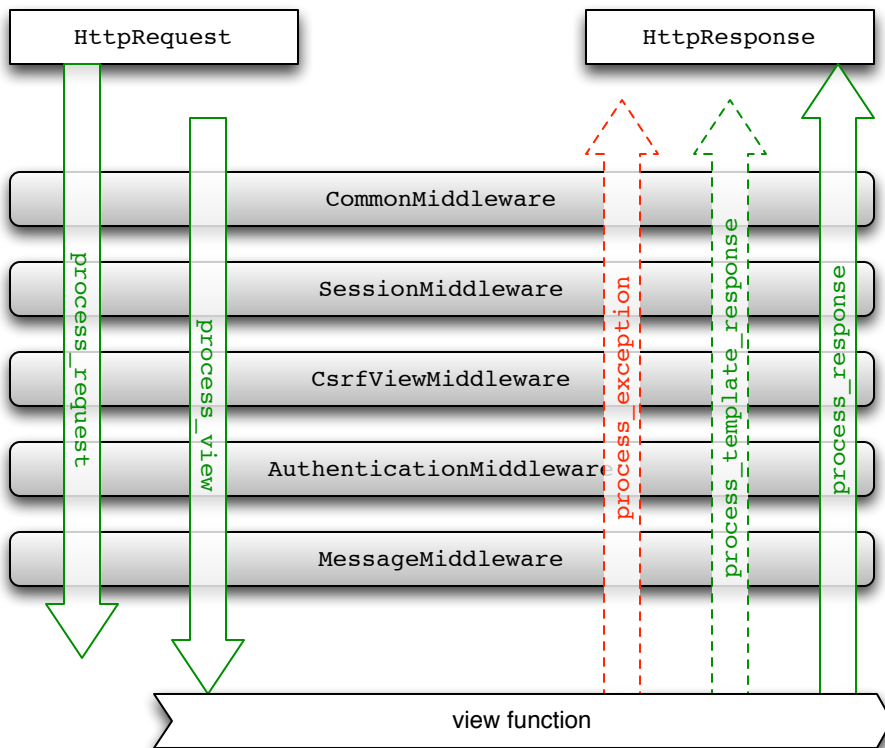 HttpRequest
HttpResponse
CommonMiddleware
SessionMiddleware
CsrfViewMiddleware
AuthenticationMiddleware
MessageMiddleware
process_request
process_view
process_exception
process_template_response
process_response
view function